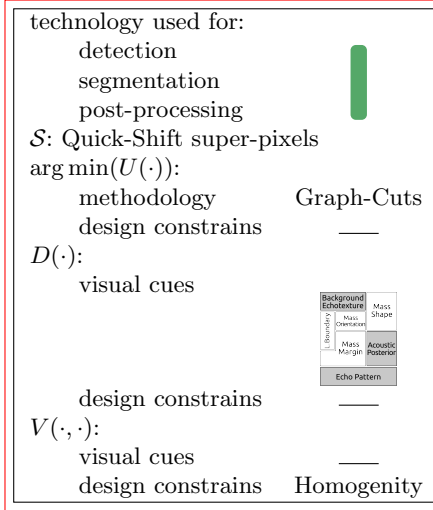 technology used for:
detection
segmentation
post-processing
S: Quick-Shift super-pixels
arg min(U(·)):
methodology Graph-Cuts
design constrains —
D(·):
visual cues
Background
Echotexture
Mass
Shape
L. Boundary
Mass
Orientation
Mass
Margin
Acoustic
Posterior
Echo Pattern
design constrains —
V(·, ·):
visual cues —
design constrains Homogenity